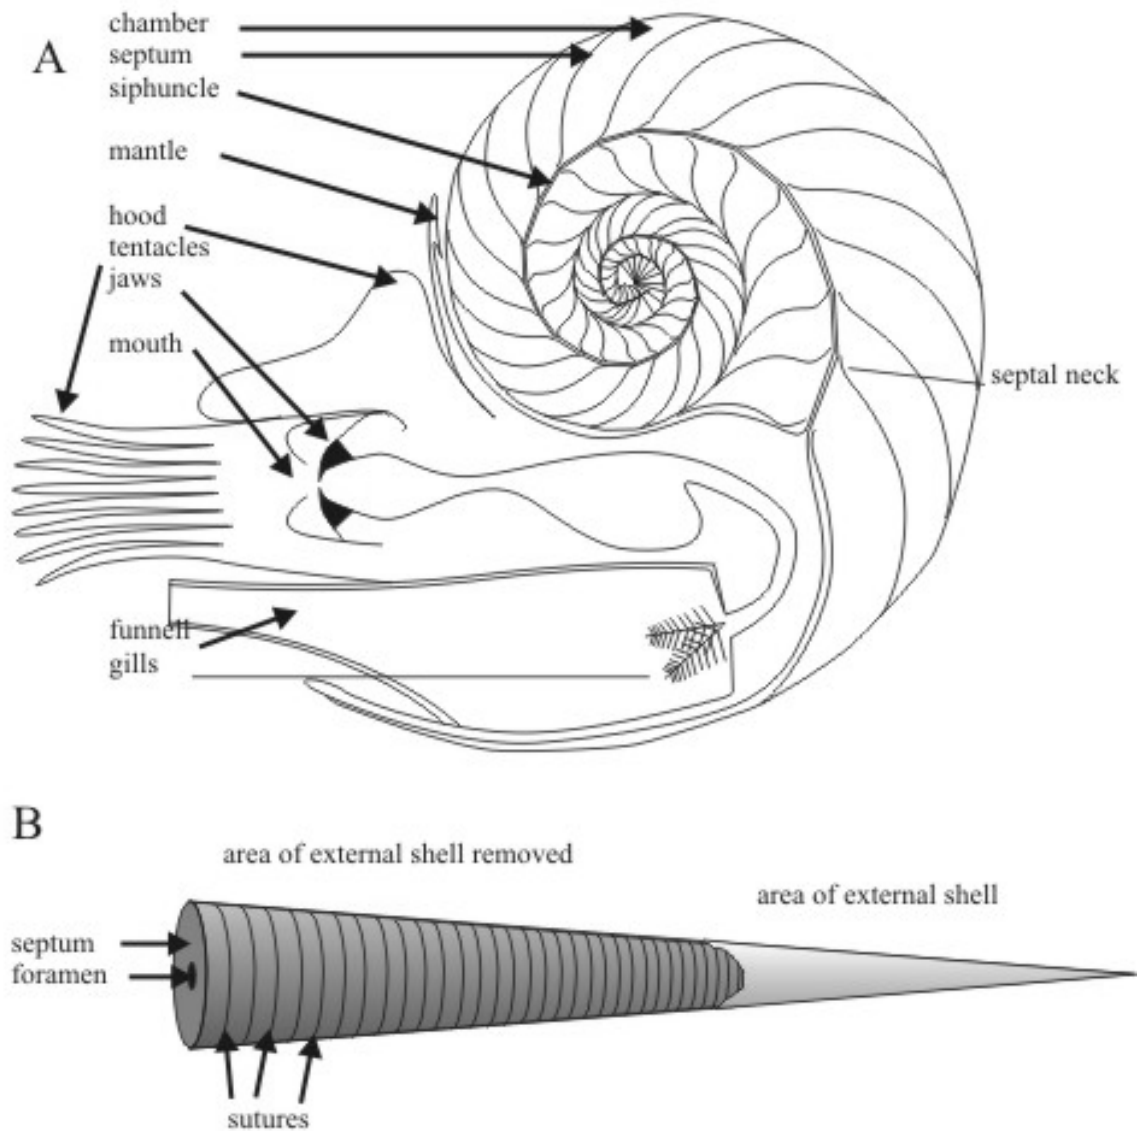 A
chamber
septum
siphuncle
mantle
hood
tentacles
jaws
mouth
septal neck
funnell
gills
B
area of external shell removed
area of external shell
septum
foramen
sutures